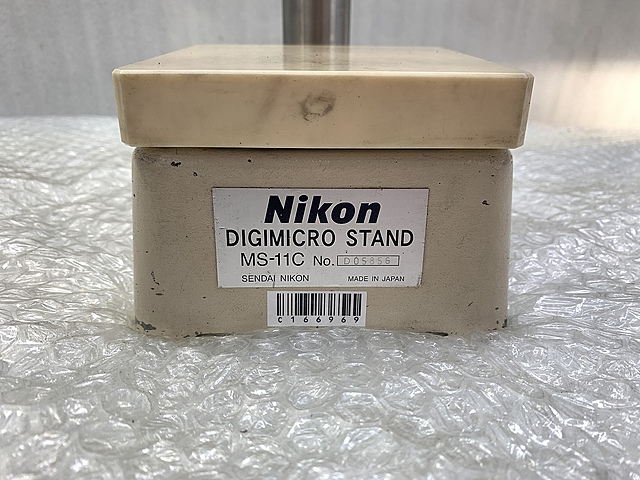 Nikon
DIGIMICRO STAND
MS-11C No. D05856
SENDAI NIKON MADE IN JAPAN
C166969